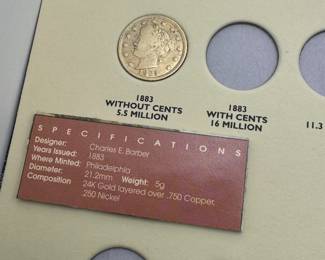 1883
WITHOUT CENTS
5.5 MILLION
1883
WITH CENTS
16 MILLION
11.3
SPECIFICATIONS
Designer: Charles E. Barber
Years Issued: 1883
Where Minted: Philadelphia
Diameter: 21.2mm Weight: 5g
Composition 24K Gold layered over .750 Copper,
.250 Nickel